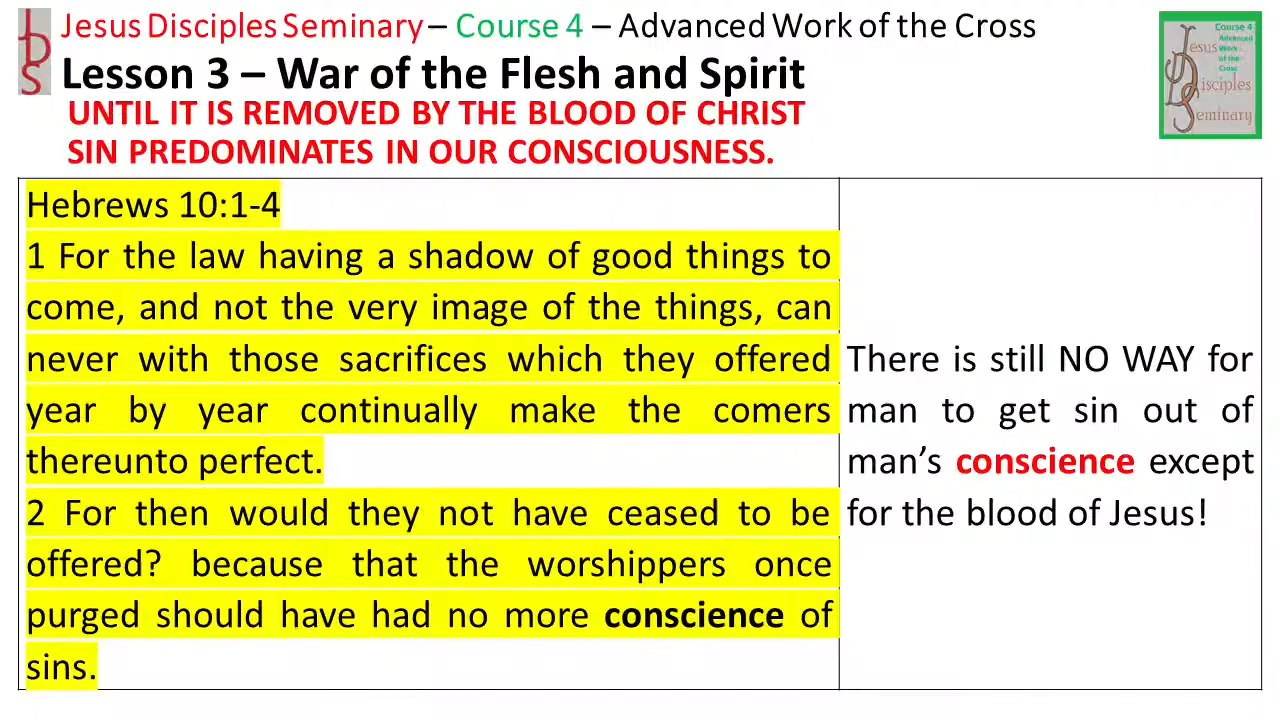 JDS
Jesus Disciples Seminary – Course 4 – Advanced Work of the Cross
Lesson 3 – War of the Flesh and Spirit
UNTIL IT IS REMOVED BY THE BLOOD OF CHRIST
SIN PREDOMINATES IN OUR CONSCIOUSNESS.
Course 4
Advanced
Work
of the
Cross
Jesus
Disciples
Seminary
Hebrews 10:1-4
1 For the law having a shadow of good things to
come, and not the very image of the things, can
never with those sacrifices which they offered
year by year continually make the comers
thereunto perfect.
2 For then would they not have ceased to be
offered? because that the worshippers once
purged should have had no more conscience of
sins.
There is still NO WAY for
man to get sin out of
man’s conscience except
for the blood of Jesus!